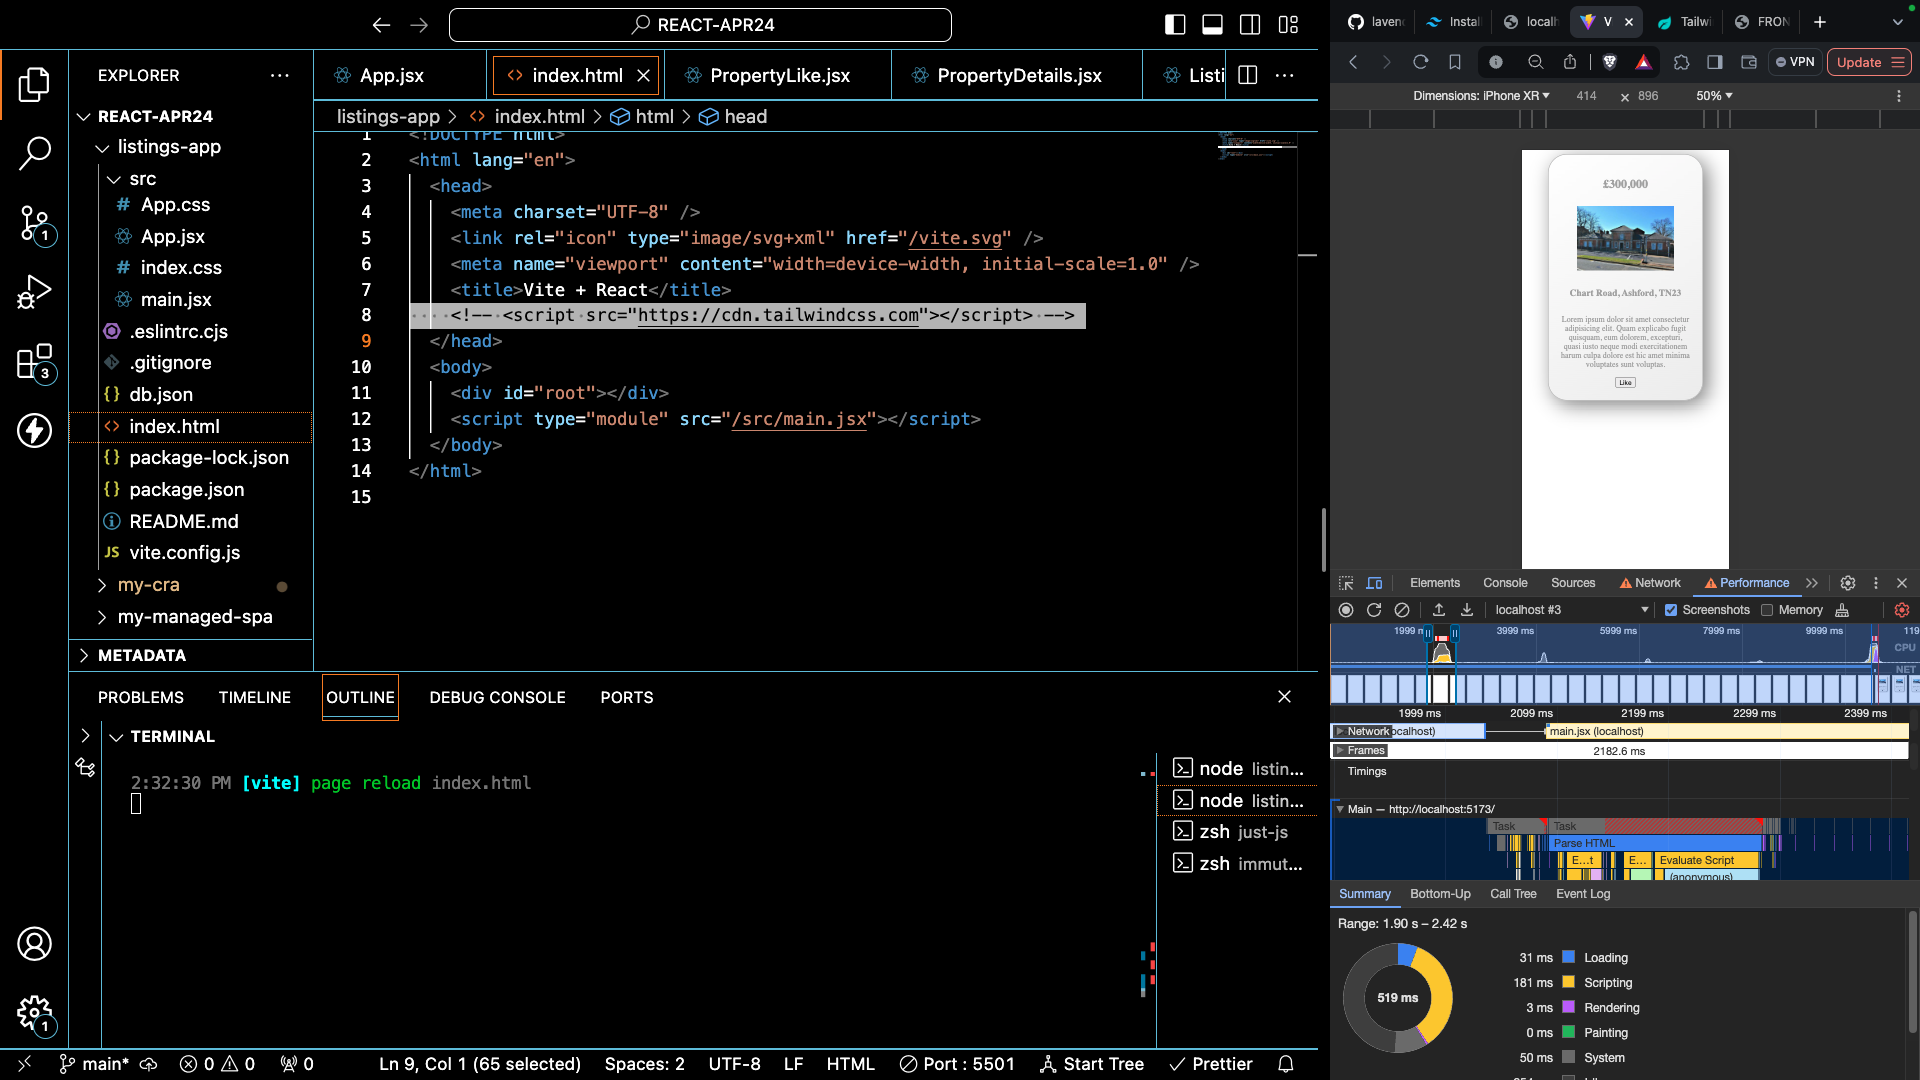 REACT-APR24
EXPLORER
REACT-APR24
listings-app
src
# App.css
App.jsx
# index.css
main.jsx
.eslintrc.cjs
.gitignore
{} db.json
<> index.html
{} package-lock.json
{} package.json
README.md
JS vite.config.js
my-cra
my-managed-spa
METADATA
1
3
1
App.jsx
<> index.html
PropertyLike.jsx
PropertyDetails.jsx
Listi
listings-app > <> index.html > html > head
1 <!DOCTYPE html>
2 <html lang="en">
3 <head>
4 <meta charset="UTF-8" />
5 <link rel="icon" type="image/svg+xml" href="/vite.svg" />
6 <meta name="viewport" content="width=device-width, initial-scale=1.0" />
7 <title>Vite + React</title>
8 <!-- <script src="https://cdn.tailwindcss.com"></script> -->
9 </head>
10 <body>
11 <div id="root"></div>
12 <script type="module" src="/src/main.jsx"></script>
13 </body>
14 </html>
15
PROBLEMS TIMELINE OUTLINE DEBUG CONSOLE PORTS
TERMINAL
2:32:30 PM [vite] page reload index.html
node listin...
node listin...
zsh just-js
zsh immut...
main* 0 0 0 Ln 9, Col 1 (65 selected) Spaces: 2 UTF-8 LF HTML Port : 5501 Start Tree Prettier
laven Instal localh V Tailwi FRON
VPN Update
Dimensions: iPhone XR 414 x 896 50%
£300,000
Chart Road, Ashford, TN23
Lorem ipsum dolor sit amet consectetur
adipisicing elit. Quam explicabo fugit
quisquam, eum dolorem, excepturi,
quasi iusto neque modi exercitationem
harum culpa dolore est hic amet minima
voluptates sunt voluptas.
Like
Elements Console Sources Network Performance
localhost #3 Screenshots Memory
1999 m 3999 ms 5999 ms 7999 ms 9999 ms 119
CPU
NET
1999 ms 2099 ms 2199 ms 2299 ms 2399 ms
Network ocalhost) main.jsx (localhost)
Frames 2182.6 ms
Timings
Main — http://localhost:5173/
Task Task
Parse HTML
E...t E... Evaluate Script
(anonymous)
Summary Bottom-Up Call Tree Event Log
Range: 1.90 s – 2.42 s
519 ms
31 ms Loading
181 ms Scripting
3 ms Rendering
0 ms Painting
50 ms System